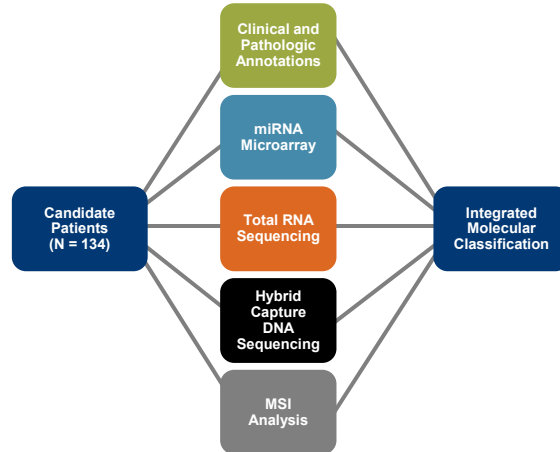 Clinical and
Pathologic
Annotations
miRNA
Microarray
Candidate
Patients
(N = 134)
Total RNA
Sequencing
Integrated
Molecular
Classification
Hybrid
Capture
DNA
Sequencing
MSI
Analysis